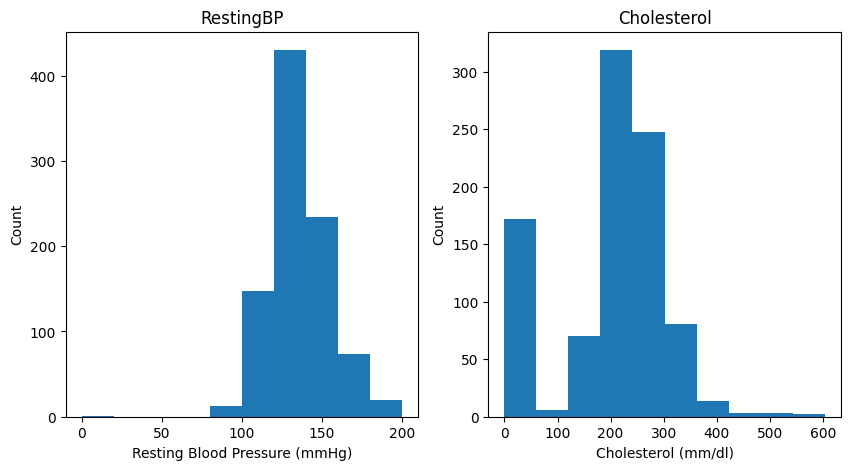 RestingBP
400
300
200
100
0
Count
0 50 100 150 200
Resting Blood Pressure (mmHg)
Cholesterol
300
250
200
150
100
50
0
Count
0 100 200 300 400 500 600
Cholesterol (mm/dl)